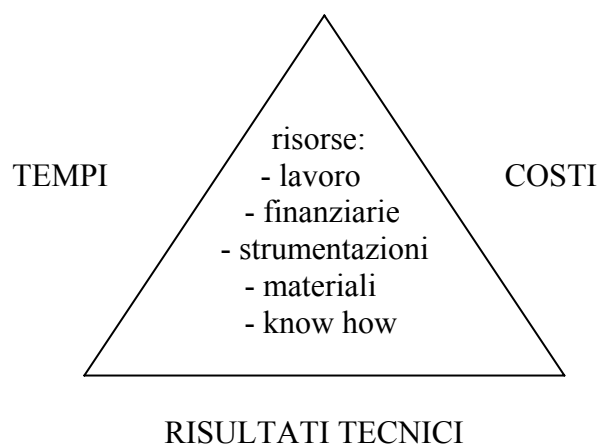 risorse:
- lavoro
- finanziarie
- strumentazioni
- materiali
- know how
TEMPI
COSTI
RISULTATI TECNICI